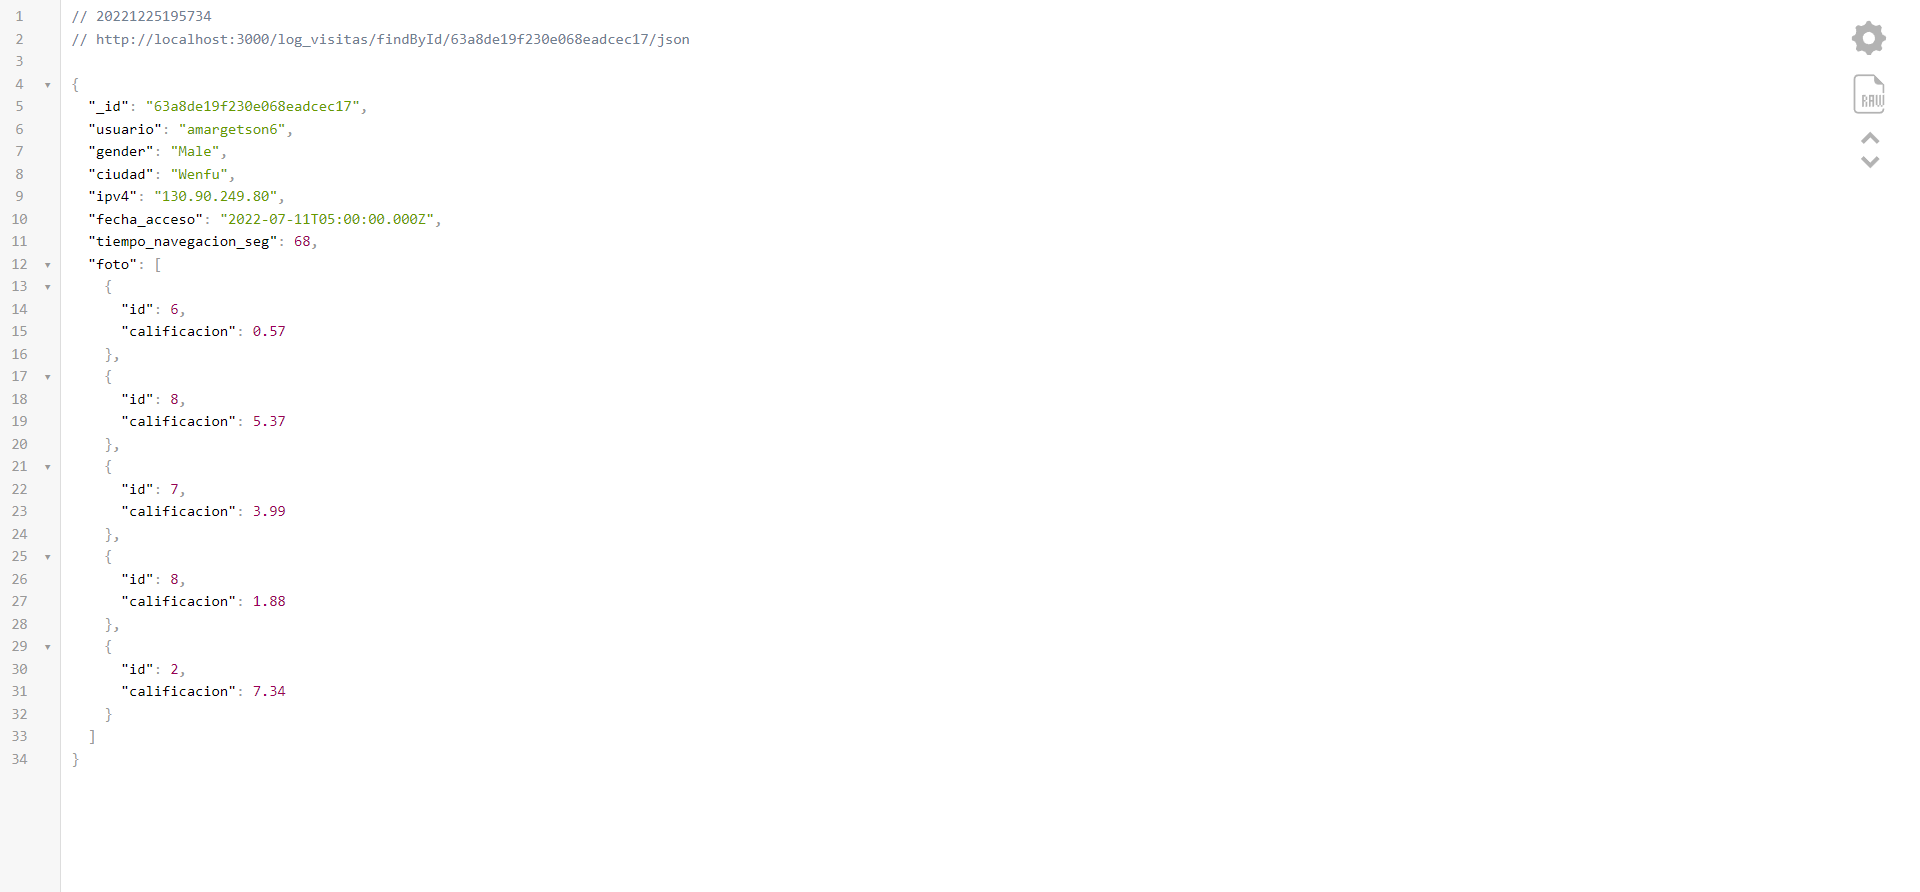 1 // 20221225195734
2 // http://localhost:3000/log_visitas/findById/63a8de19f230e068eadcec17/json
3
4 {
5 "_id": "63a8de19f230e068eadcec17",
6 "usuario": "amargetson6",
7 "gender": "Male",
8 "ciudad": "Wenfu",
9 "ipv4": "130.90.249.80",
10 "fecha_acceso": "2022-07-11T05:00:00.000Z",
11 "tiempo_navegacion_seg": 68,
12 "foto": [
13 {
14 "id": 6,
15 "calificacion": 0.57
16 },
17 {
18 "id": 8,
19 "calificacion": 5.37
20 },
21 {
22 "id": 7,
23 "calificacion": 3.99
24 },
25 {
26 "id": 8,
27 "calificacion": 1.88
28 },
29 {
30 "id": 2,
31 "calificacion": 7.34
32 }
33 ]
34 }
RAW